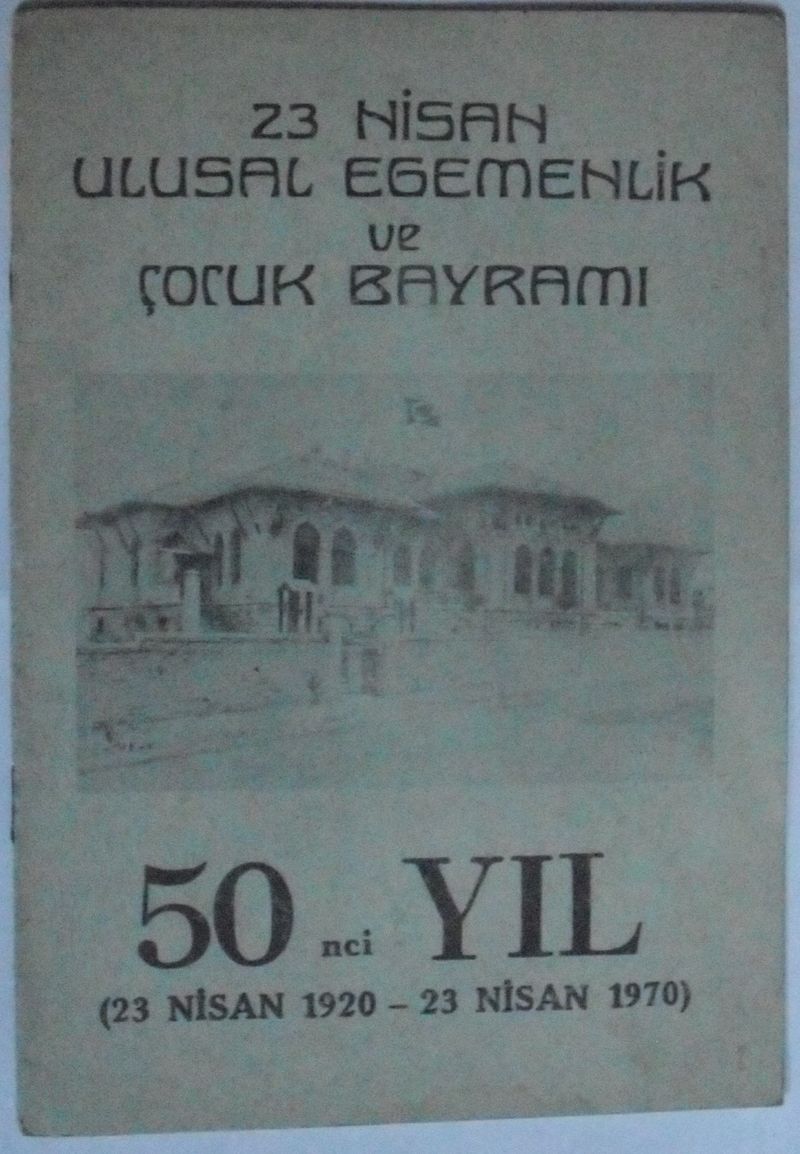 23 NİSAN
ULUSAL EGEMENLİK
ve
ÇOCUK BAYRAMI
50 nci YIL
(23 NİSAN 1920 – 23 NİSAN 1970)